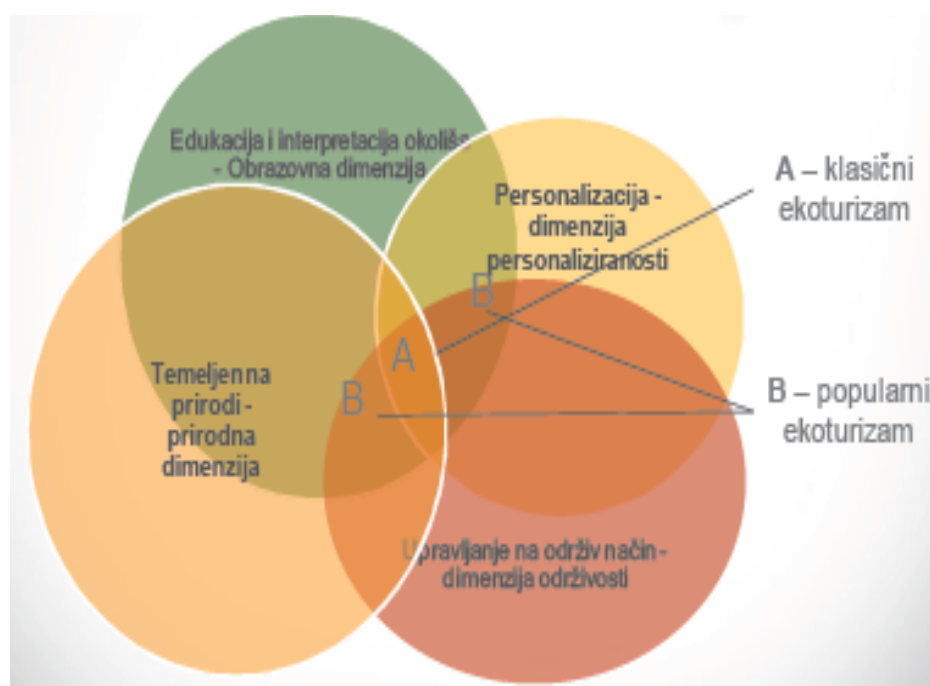 Edukacija i interpretacija okoliša
- Obrazovna dimenzija
Personalizacija -
dimenzija
personaliziranosti
A – klasični
ekoturizam
B
A
B
Temeljen na
prirodi -
prirodna
dimenzija
B – popularni
ekoturizam
Upravljanje na održiv način -
dimenzija održivosti